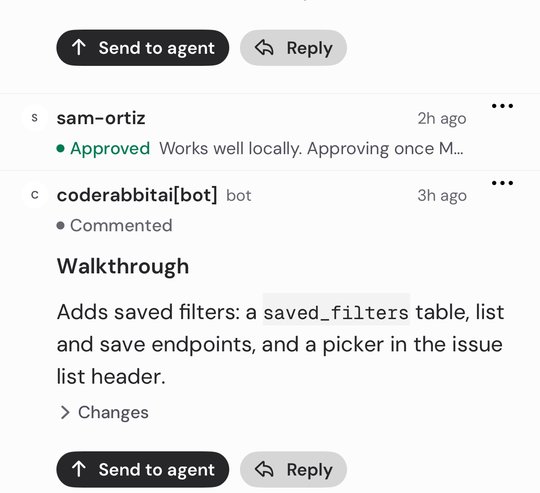 Send to agent Reply
S sam-ortiz 2h ago
Approved Works well locally. Approving once M...
C coderabbitai[bot] bot 3h ago
Commented
Walkthrough
Adds saved filters: a saved_filters table, list
and save endpoints, and a picker in the issue
list header.
Changes
Send to agent Reply